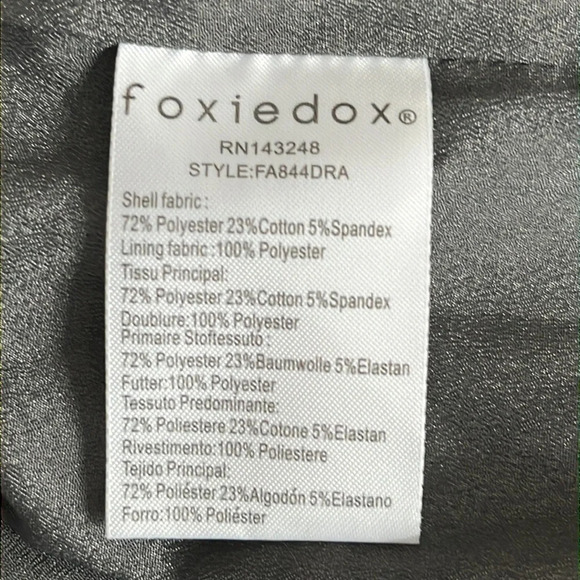 foxiedox®
RN143248
STYLE:FA844DRA
Shell fabric:
72% Polyester 23%Cotton 5%Spandex
Lining fabric:100% Polyester
Tissu Principal:
72% Polyester 23%Cotton 5%Spandex
Doublure:100% Polyester
Primaire Stoftessuto:
72% Polyester 23%Baumwolle 5%Elastan
Futter:100% Polyester
Tessuto Predominante:
72% Poliestere 23%Cotone 5%Elastan
Rivestimento:100% Poliestere
Tejido Principal:
72% Poliéster 23%Algodón 5%Elastano
Forro:100% Poliéster